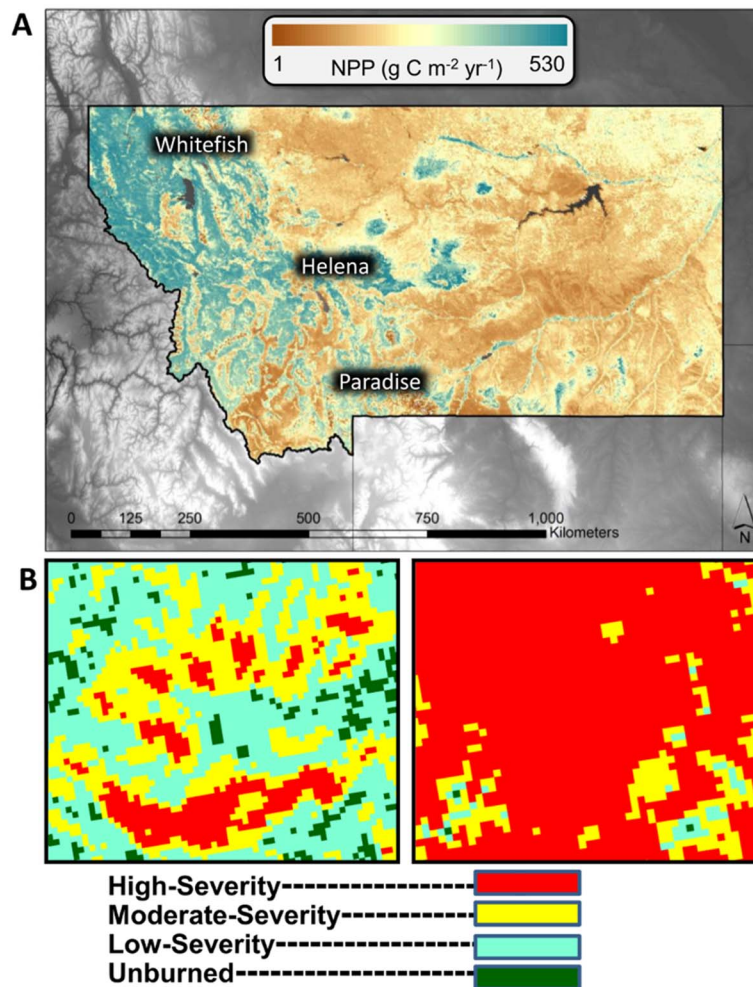 A
1 NPP (g C m⁻² yr⁻¹) 530
Whitefish
Helena
Paradise
0 125 250 500 750 1,000
Kilometers
N
B
High-Severity
Moderate-Severity
Low-Severity
Unburned